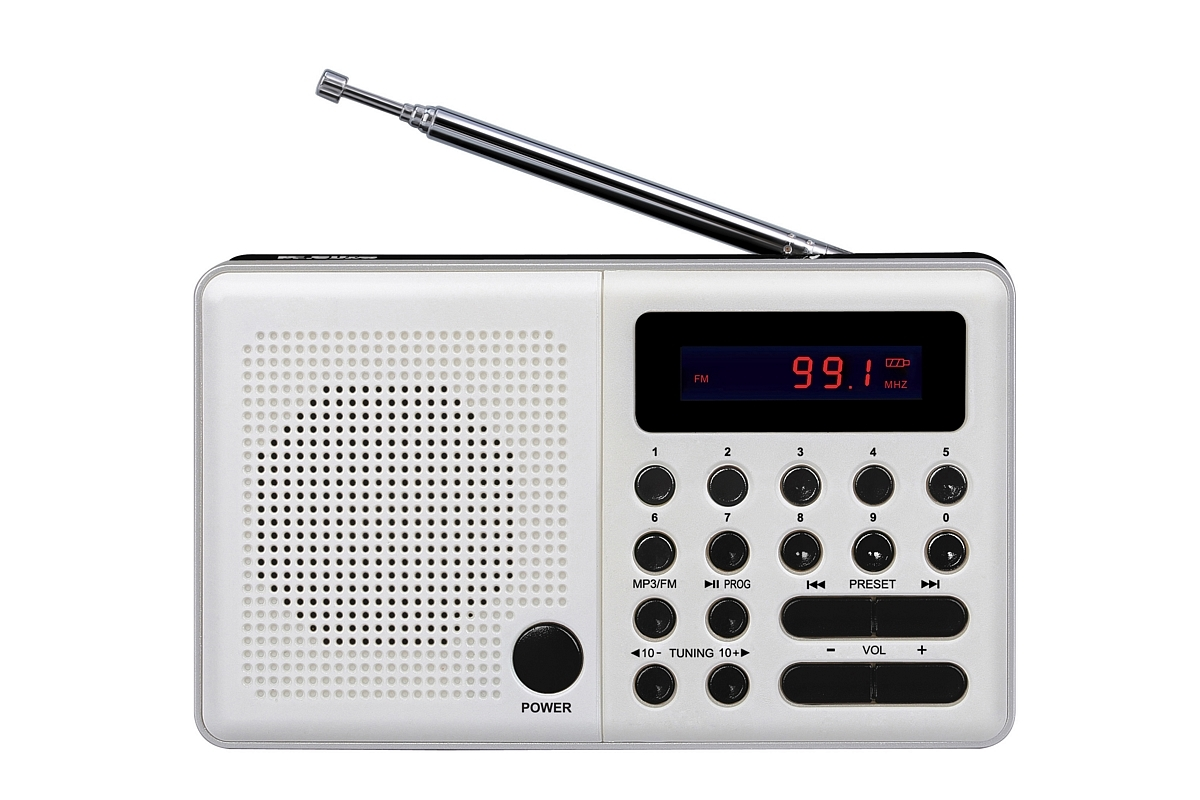 FM 99.1 MHZ
1 2 3 4 5
6 7 8 9 0
MP3/FM ▶II PROG I◀◀ PRESET ▶▶I
◀10- TUNING 10+▶ - VOL +
POWER